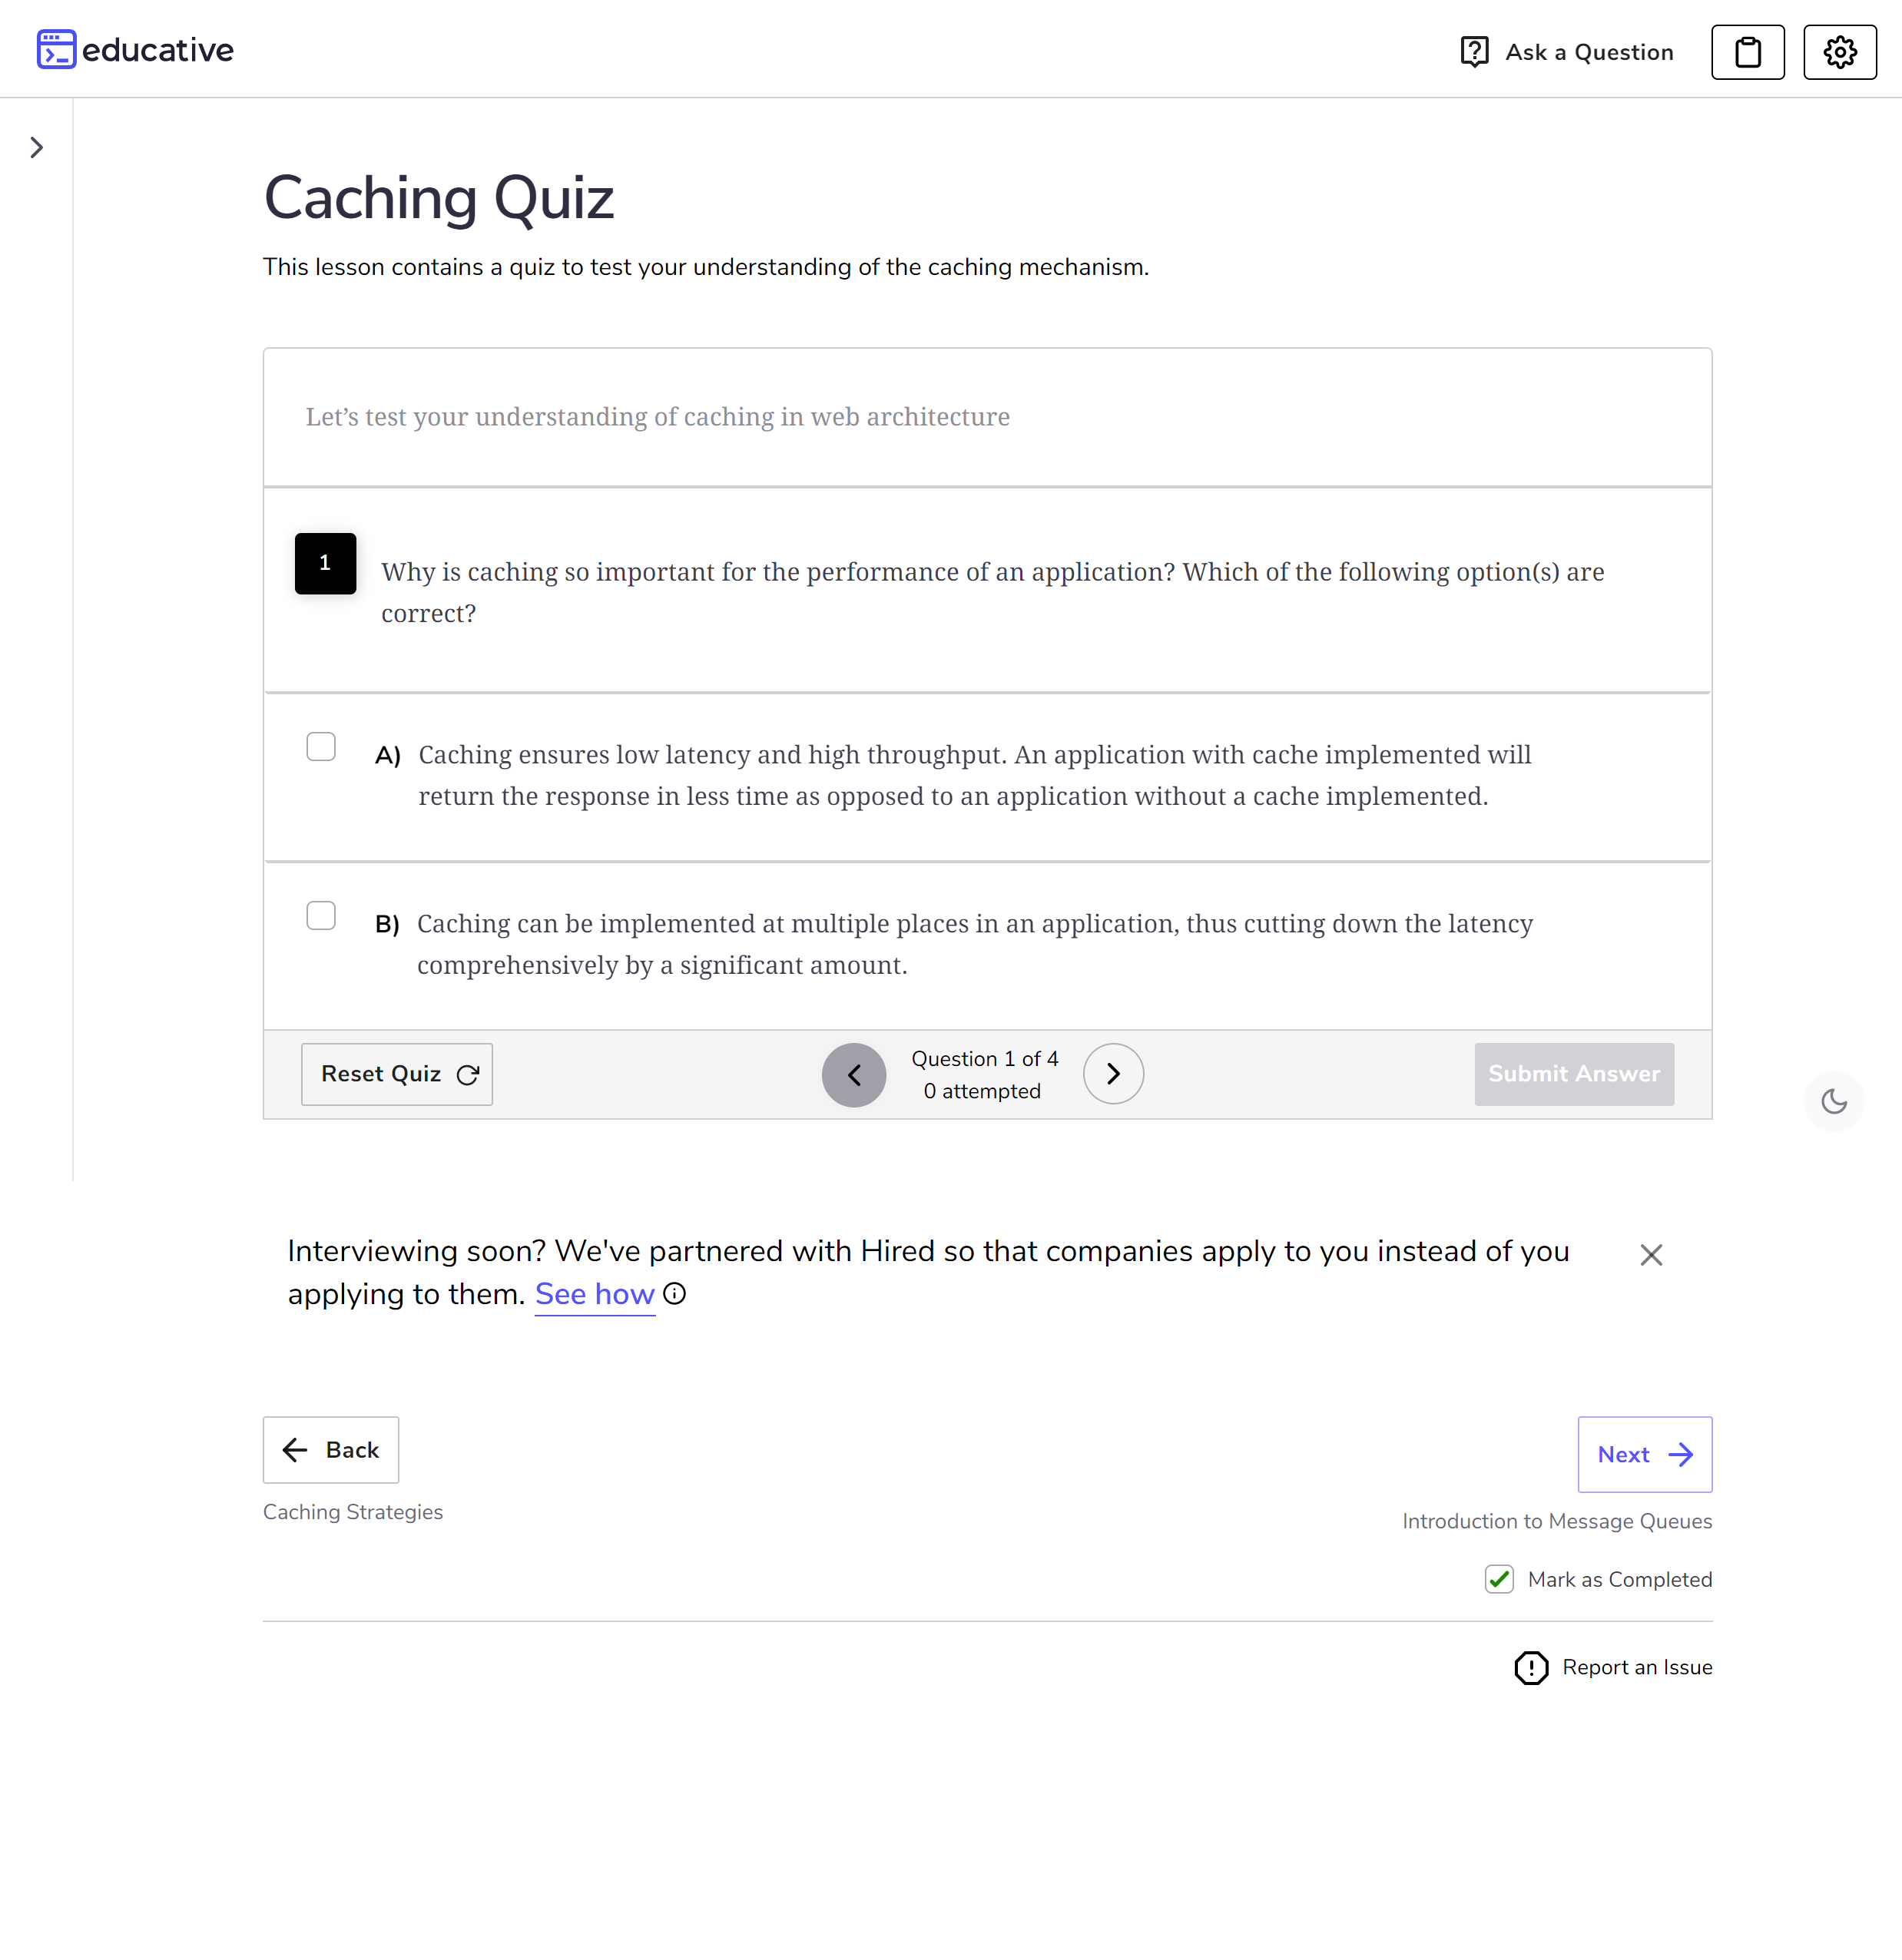 educative
Ask a Question
Caching Quiz
This lesson contains a quiz to test your understanding of the caching mechanism.
Let’s test your understanding of caching in web architecture
1
Why is caching so important for the performance of an application? Which of the following option(s) are
correct?
A) Caching ensures low latency and high throughput. An application with cache implemented will
return the response in less time as opposed to an application without a cache implemented.
B) Caching can be implemented at multiple places in an application, thus cutting down the latency
comprehensively by a significant amount.
Reset Quiz
Question 1 of 4
0 attempted
Submit Answer
Interviewing soon? We've partnered with Hired so that companies apply to you instead of you
applying to them. See how
Back
Next
Caching Strategies
Introduction to Message Queues
Mark as Completed
Report an Issue